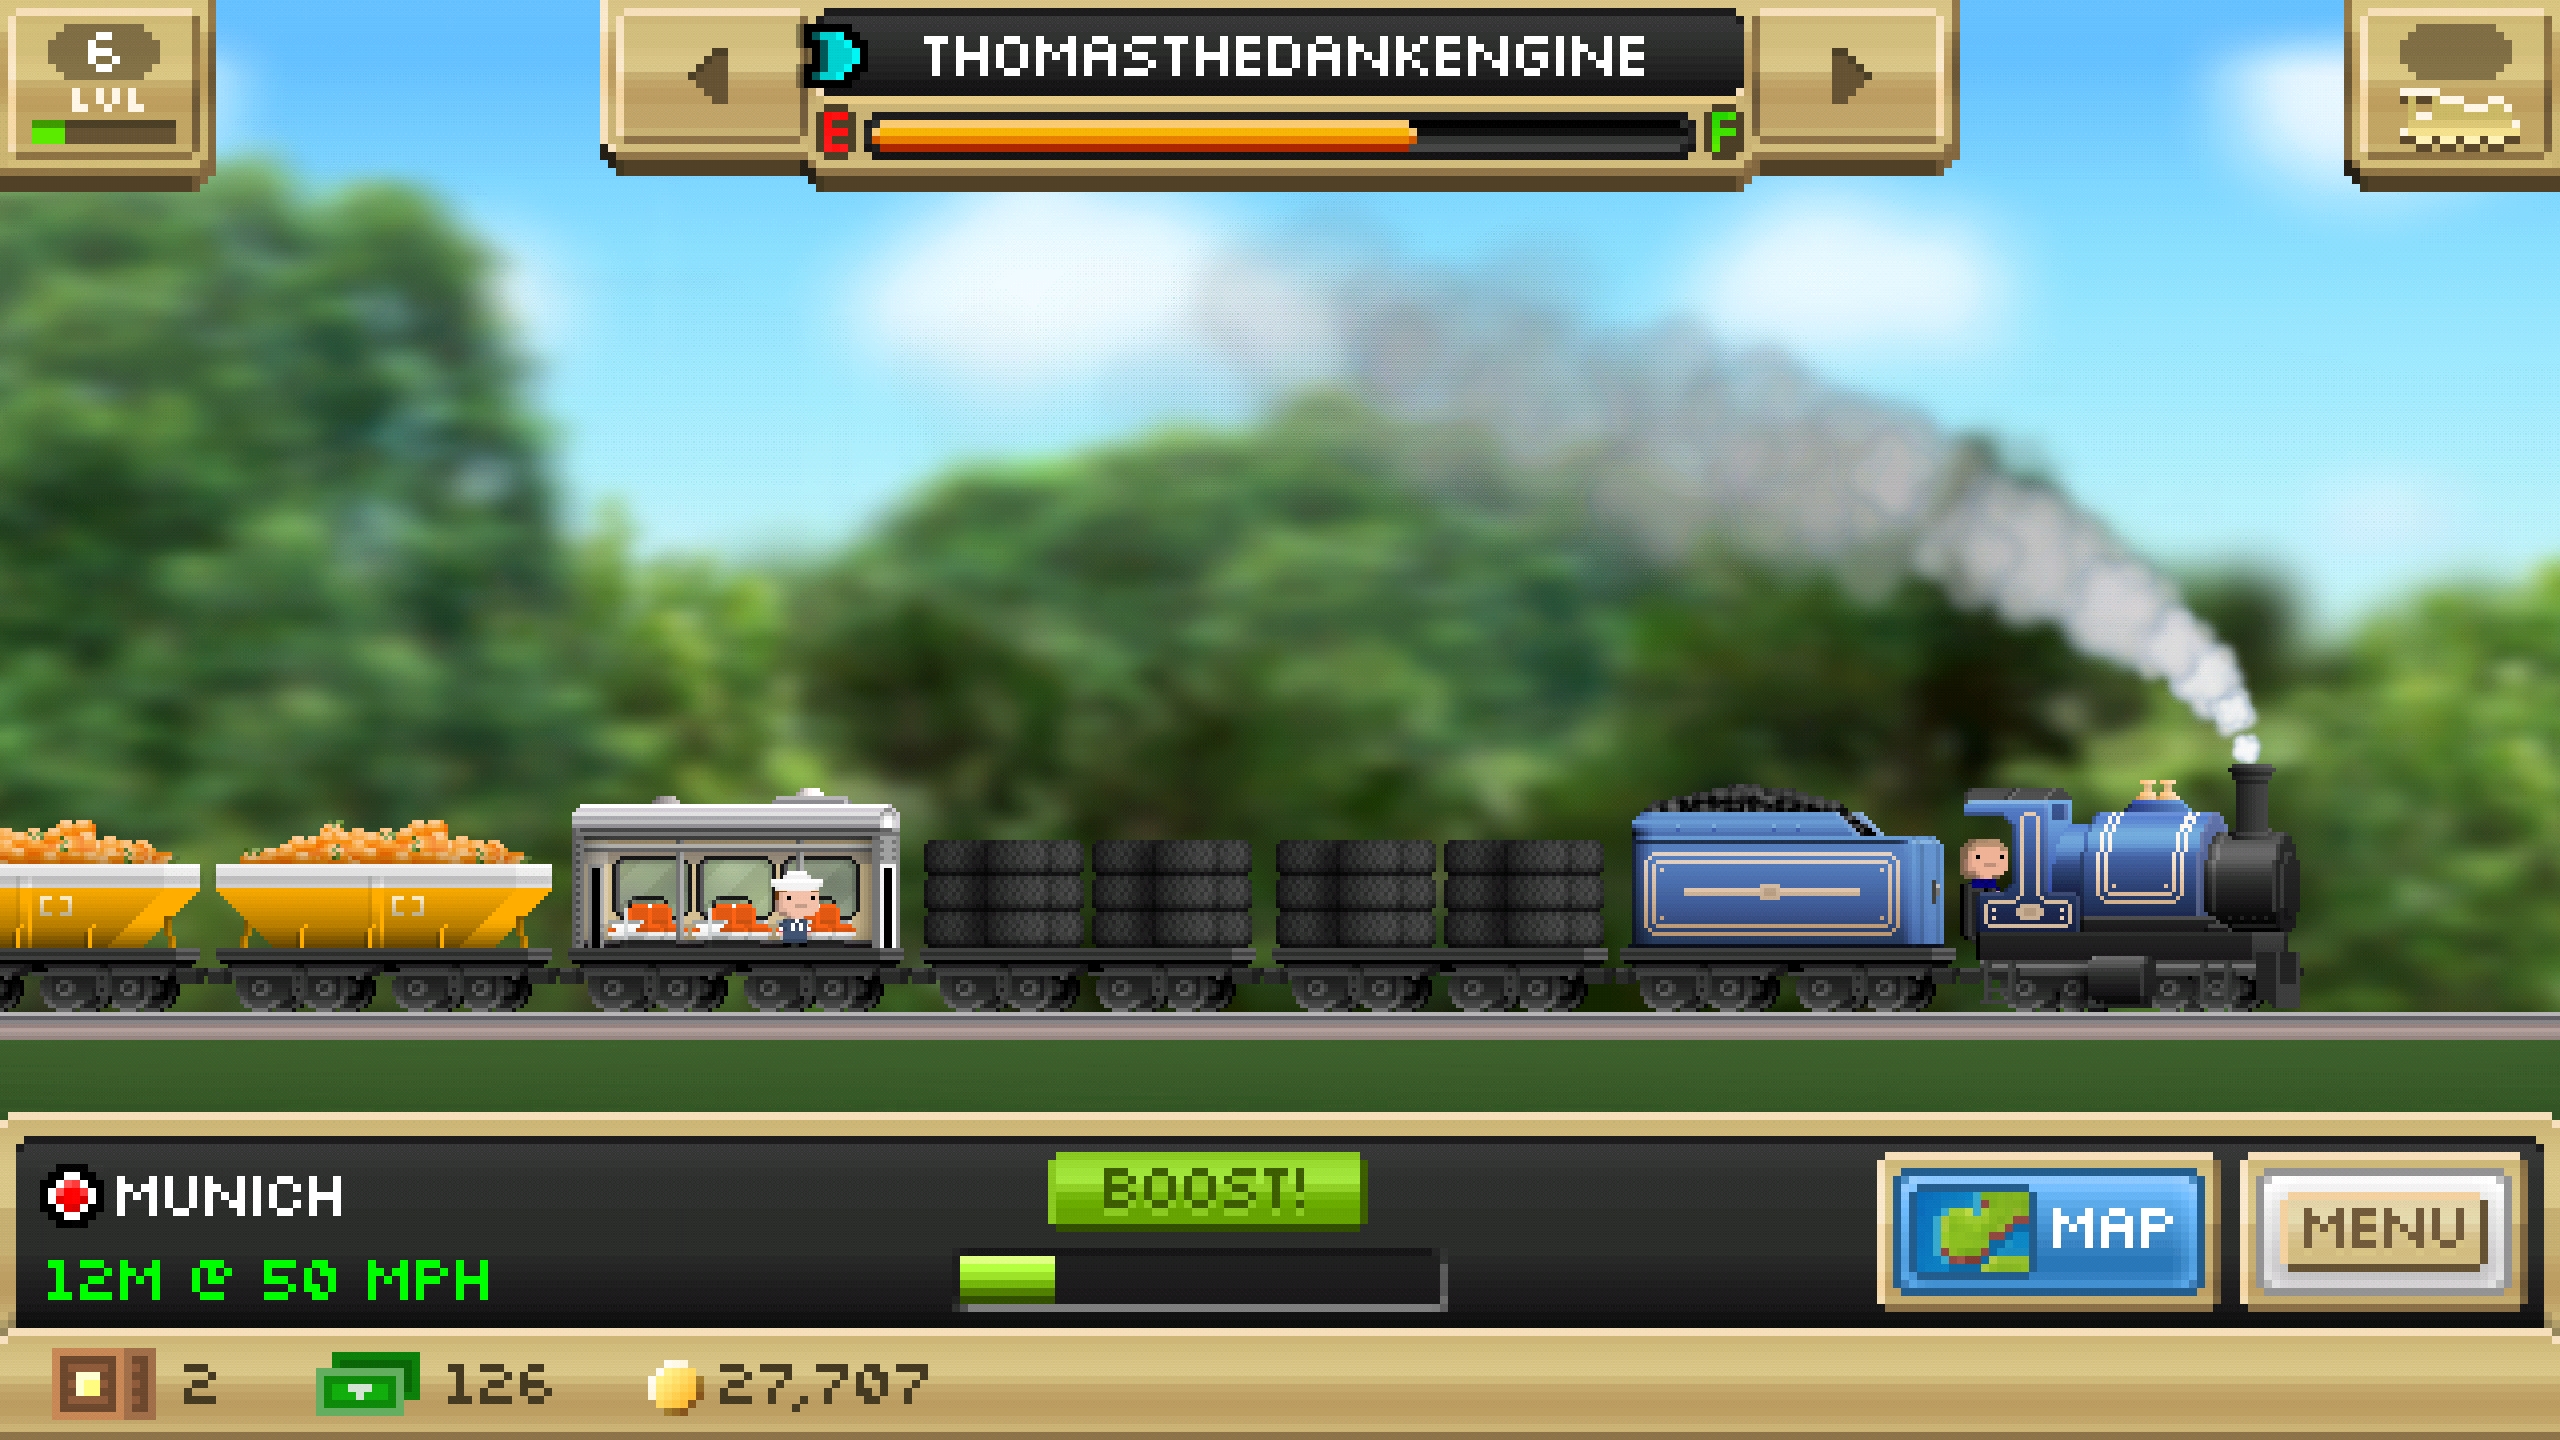 6
LVL
THOMASTHEDANKENGINE
E F
MUNICH
12M @ 50 MPH
BOOST!
MAP
MENU
2
126
27,707